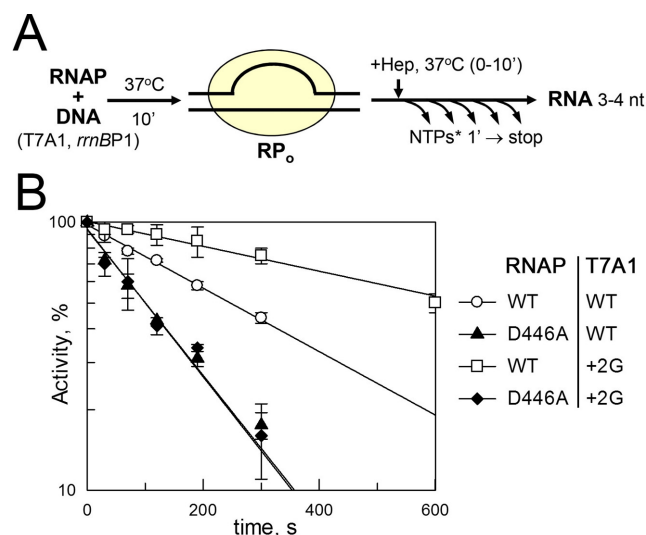 A
RNAP
+
DNA
(T7A1, rrnBP1)
37°C
10'
RPo
+Hep, 37°C (0-10')
RNA 3-4 nt
NTPs* 1' → stop
B
100
10
Activity, %
0
200
400
600
time, s
RNAP T7A1
WT WT
D446A WT
WT +2G
D446A +2G